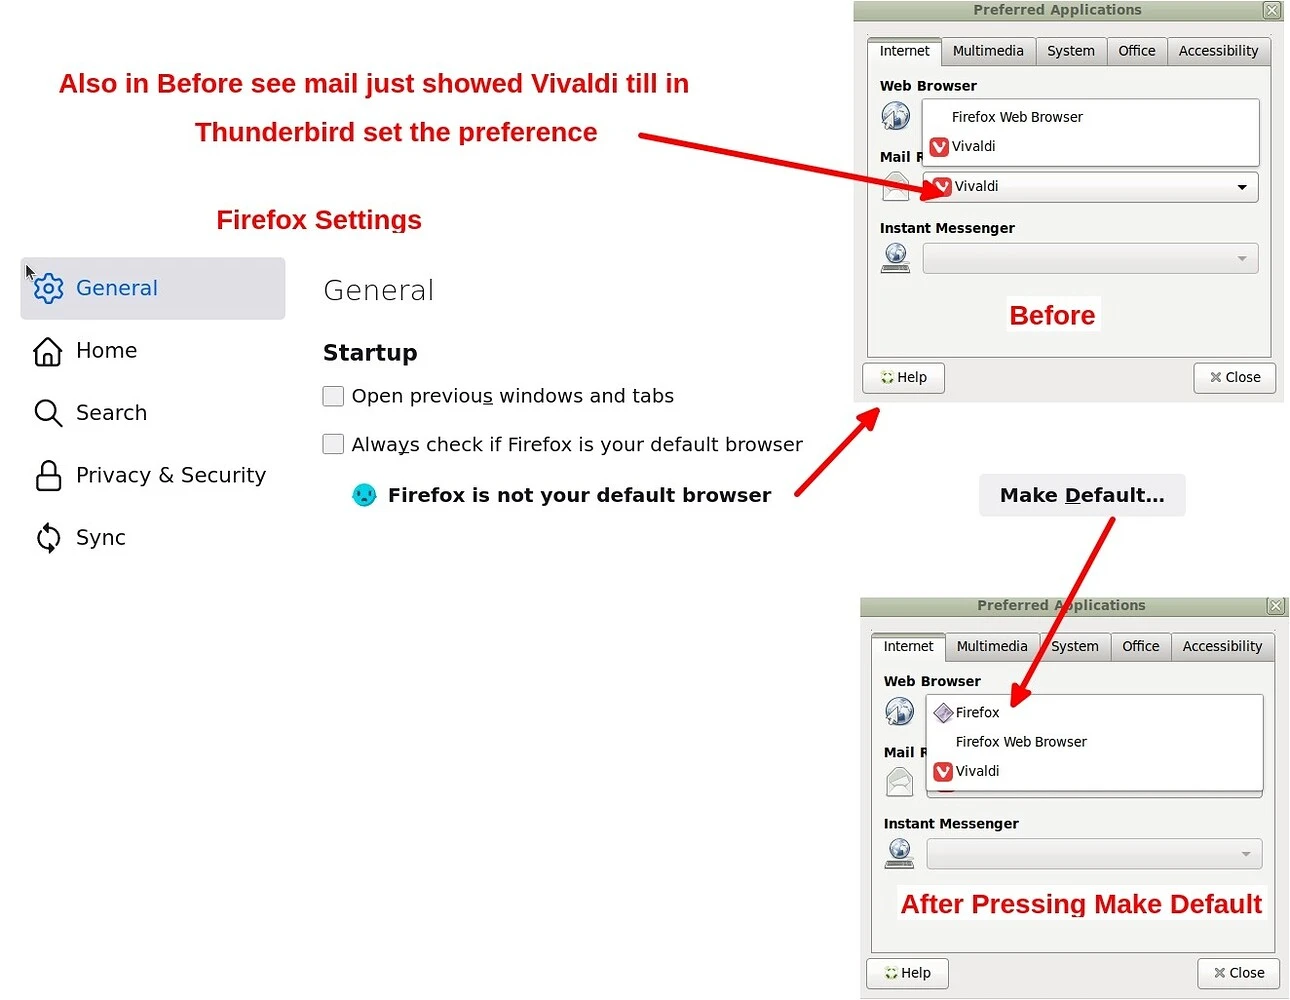 Also in Before see mail just showed Vivaldi till in
Thunderbird set the preference
Firefox Settings
General
Home
Search
Privacy & Security
Sync
General
Startup
Open previous windows and tabs
Always check if Firefox is your default browser
Firefox is not your default browser
Make Default...
Preferred Applications
Internet Multimedia System Office Accessibility
Web Browser
Firefox Web Browser
Vivaldi
Mail
Vivaldi
Instant Messenger
Before
Help Close
Preferred Applications
Internet Multimedia System Office Accessibility
Web Browser
Firefox
Firefox Web Browser
Vivaldi
Mail
Instant Messenger
After Pressing Make Default
Help Close